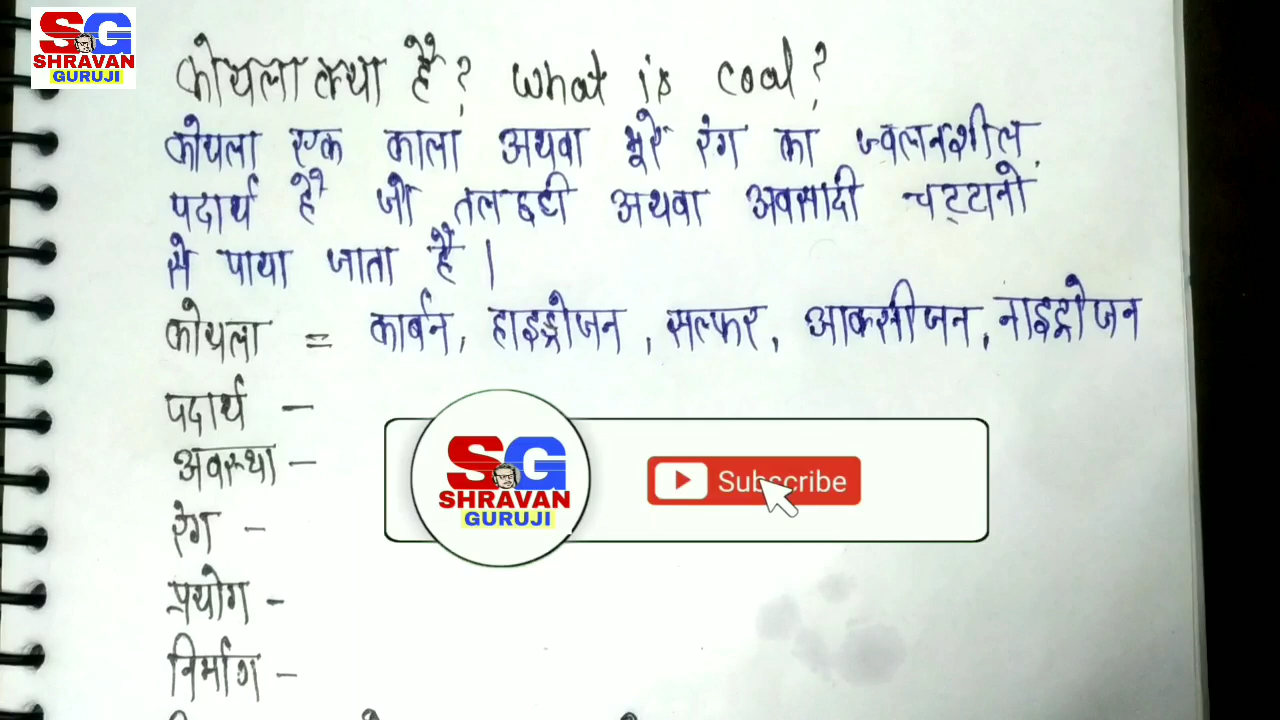 SG
SHRAVAN
GURUJI
कोयला क्या है? What is coal?
कोयला एक काला अथवा भूरे रंग का ज्वलनशील
पदार्थ है जो तलछटी अथवा अवसादी चट्टानो
से पाया जाता है।
कोयला = कार्बन, हाइड्रोजन, सल्फर, आक्सीजन, नाइट्रोजन
पदार्थ -
अवस्था -
रंग -
प्रयोग -
निर्माण -
SG
SHRAVAN
GURUJI
Subscribe